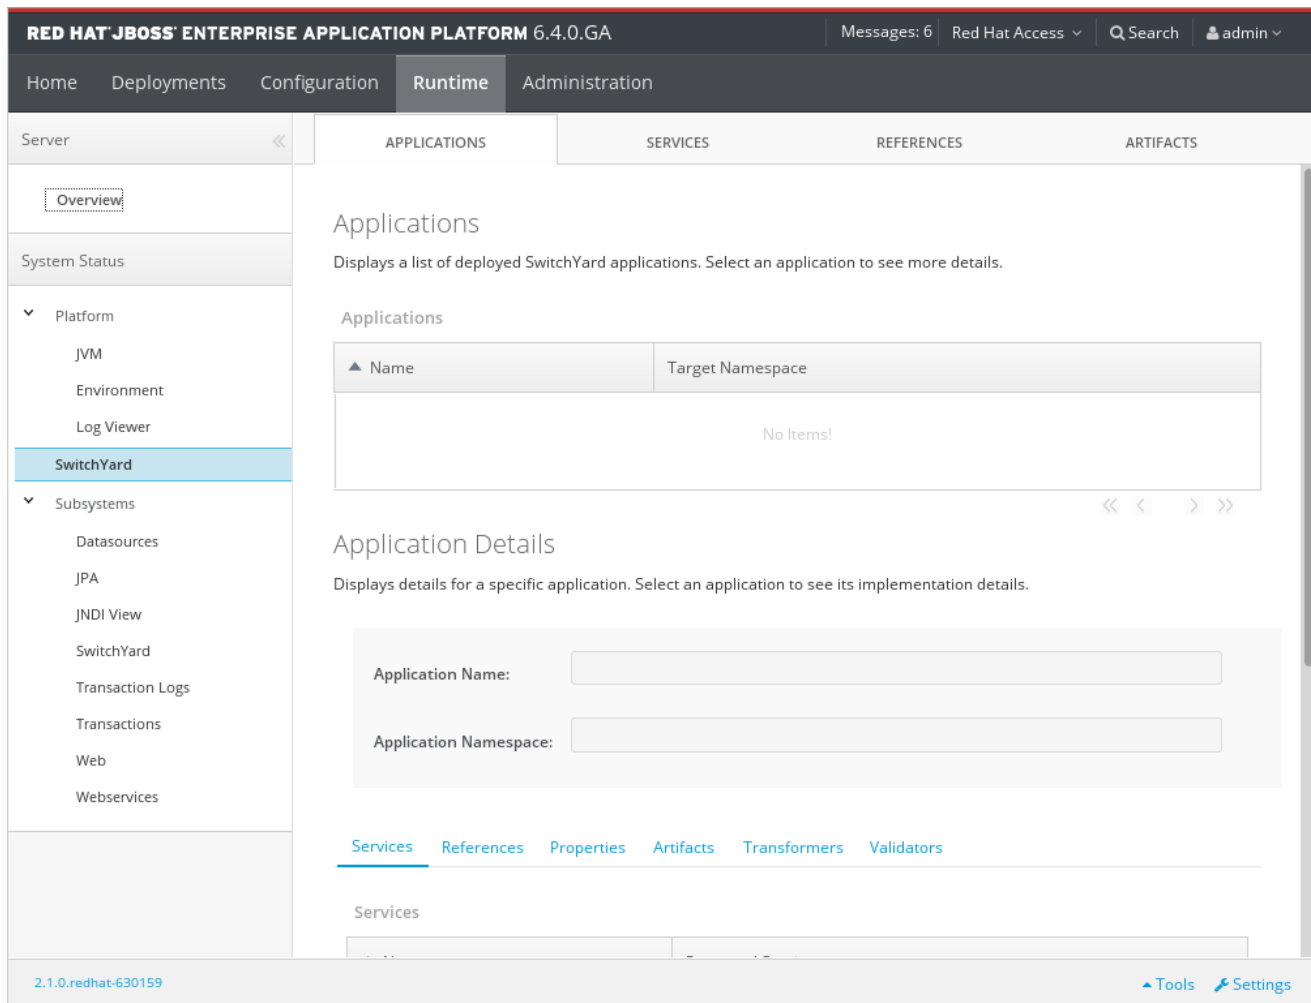 RED HAT JBOSS ENTERPRISE APPLICATION PLATFORM 6.4.0.GA
Messages: 6
Red Hat Access
Search
admin
Home
Deployments
Configuration
Runtime
Administration
Server
APPLICATIONS
SERVICES
REFERENCES
ARTIFACTS
Overview
System Status
Platform
JVM
Environment
Log Viewer
SwitchYard
Subsystems
Datasources
JPA
JNDI View
SwitchYard
Transaction Logs
Transactions
Web
Webservices
Applications
Displays a list of deployed SwitchYard applications. Select an application to see more details.
Applications
Name
Target Namespace
No Items!
Application Details
Displays details for a specific application. Select an application to see its implementation details.
Application Name:
Application Namespace:
Services
References
Properties
Artifacts
Transformers
Validators
Services
2.1.0.redhat-630159
Tools
Settings